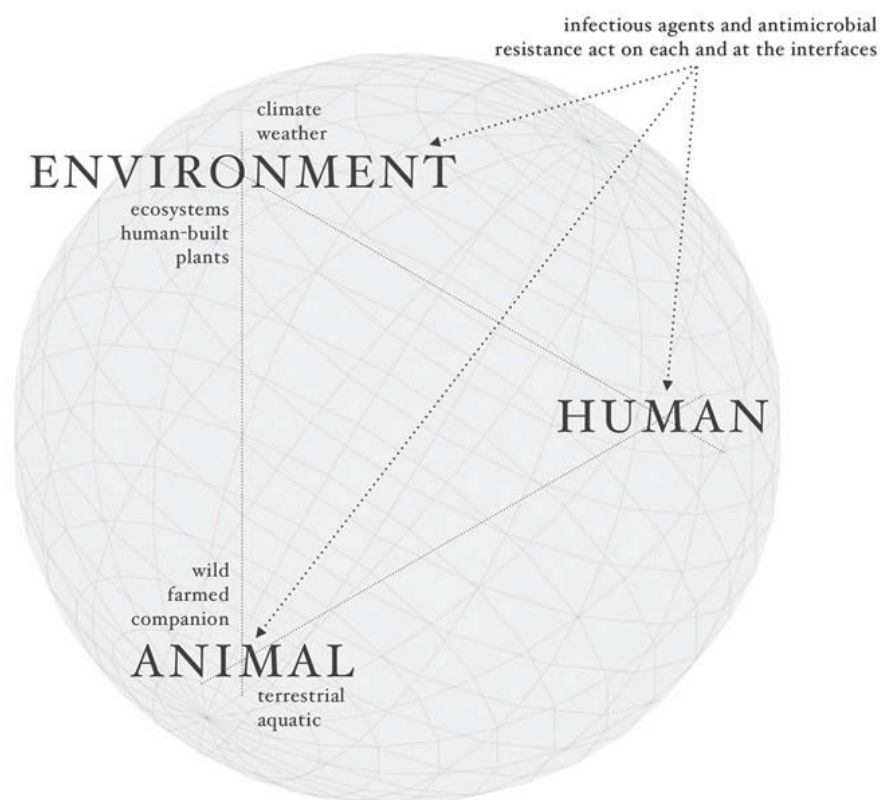 infectious agents and antimicrobial
resistance act on each and at the interfaces
climate
weather
ENVIRONMENT
ecosystems
human-built
plants
HUMAN
wild
farmed
companion
ANIMAL
terrestrial
aquatic